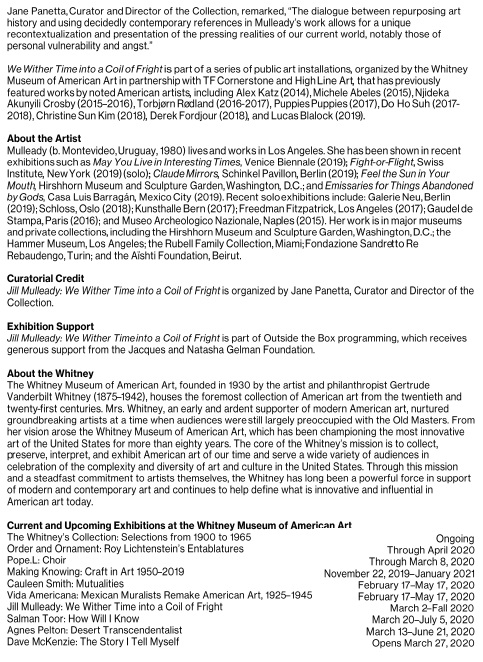 Jane Panetta, Curator and Director of the Collection, remarked, “The dialogue between repurposing art
history and using decidedly contemporary references in Mulleady's work allows for a unique
recontextualization and presentation of the pressing realities of our current world, notably those of
personal vulnerability and angst.”
We Wither Time into a Coil of Fright is part of a series of public art installations, organized by the Whitney
Museum of American Art in partnership with TF Cornerstone and High Line Art, that has previously
featured works by noted American artists, including Alex Katz (2014), Michele Abeles (2015), Njideka
Akunyili Crosby (2015–2016), Torbjørn Rødland (2016-2017), Puppies Puppies (2017), Do Ho Suh (2017-
2018), Christine Sun Kim (2018), Derek Fordjour (2018), and Lucas Blalock (2019).
About the Artist
Mulleady (b. Montevideo, Uruguay, 1980) lives and works in Los Angeles. She has been shown in recent
exhibitions such as May You Live in Interesting Times, Venice Biennale (2019); Fight-or-Flight, Swiss
Institute, New York (2019) (solo); Claude Mirrors, Schinkel Pavillon, Berlin (2019); Feel the Sun in Your
Mouth, Hirshhorn Museum and Sculpture Garden, Washington, D.C.; and Emissaries for Things Abandoned
by Gods, Casa Luis Barragán, Mexico City (2019). Recent solo exhibitions include: Galerie Neu, Berlin
(2019); Schloss, Oslo (2018); Kunsthalle Bern (2017); Freedman Fitzpatrick, Los Angeles (2017); Gaudel de
Stampa, Paris (2016); and Museo Archeologico Nazionale, Naples (2015). Her work is in major museums
and private collections, including the Hirshhorn Museum and Sculpture Garden, Washington, D.C.; the
Hammer Museum, Los Angeles; the Rubell Family Collection, Miami; Fondazione Sandretto Re
Rebaudengo, Turin; and the Aïshti Foundation, Beirut.
Curatorial Credit
Jill Mulleady: We Wither Time into a Coil of Fright is organized by Jane Panetta, Curator and Director of the
Collection.
Exhibition Support
Jill Mulleady: We Wither Time into a Coil of Fright is part of Outside the Box programming, which receives
generous support from the Jacques and Natasha Gelman Foundation.
About the Whitney
The Whitney Museum of American Art, founded in 1930 by the artist and philanthropist Gertrude
Vanderbilt Whitney (1875–1942), houses the foremost collection of American art from the twentieth and
twenty-first centuries. Mrs. Whitney, an early and ardent supporter of modern American art, nurtured
groundbreaking artists at a time when audiences were still largely preoccupied with the Old Masters. From
her vision arose the Whitney Museum of American Art, which has been championing the most innovative
art of the United States for more than eighty years. The core of the Whitney's mission is to collect,
preserve, interpret, and exhibit American art of our time and serve a wide variety of audiences in
celebration of the complexity and diversity of art and culture in the United States. Through this mission
and a steadfast commitment to artists themselves, the Whitney has long been a powerful force in support
of modern and contemporary art and continues to help define what is innovative and influential in
American art today.
Current and Upcoming Exhibitions at the Whitney Museum of American Art
The Whitney's Collection: Selections from 1900 to 1965 Ongoing
Order and Ornament: Roy Lichtenstein's Entablatures Through April 2020
Pope.L: Choir Through March 8, 2020
Making Knowing: Craft in Art 1950–2019 November 22, 2019–January 2021
Cauleen Smith: Mutualities February 17–May 17, 2020
Vida Americana: Mexican Muralists Remake American Art, 1925–1945 February 17–May 17, 2020
Jill Mulleady: We Wither Time into a Coil of Fright March 2–Fall 2020
Salman Toor: How Will I Know March 20–July 5, 2020
Agnes Pelton: Desert Transcendentalist March 13–June 21, 2020
Dave McKenzie: The Story I Tell Myself Opens March 27, 2020